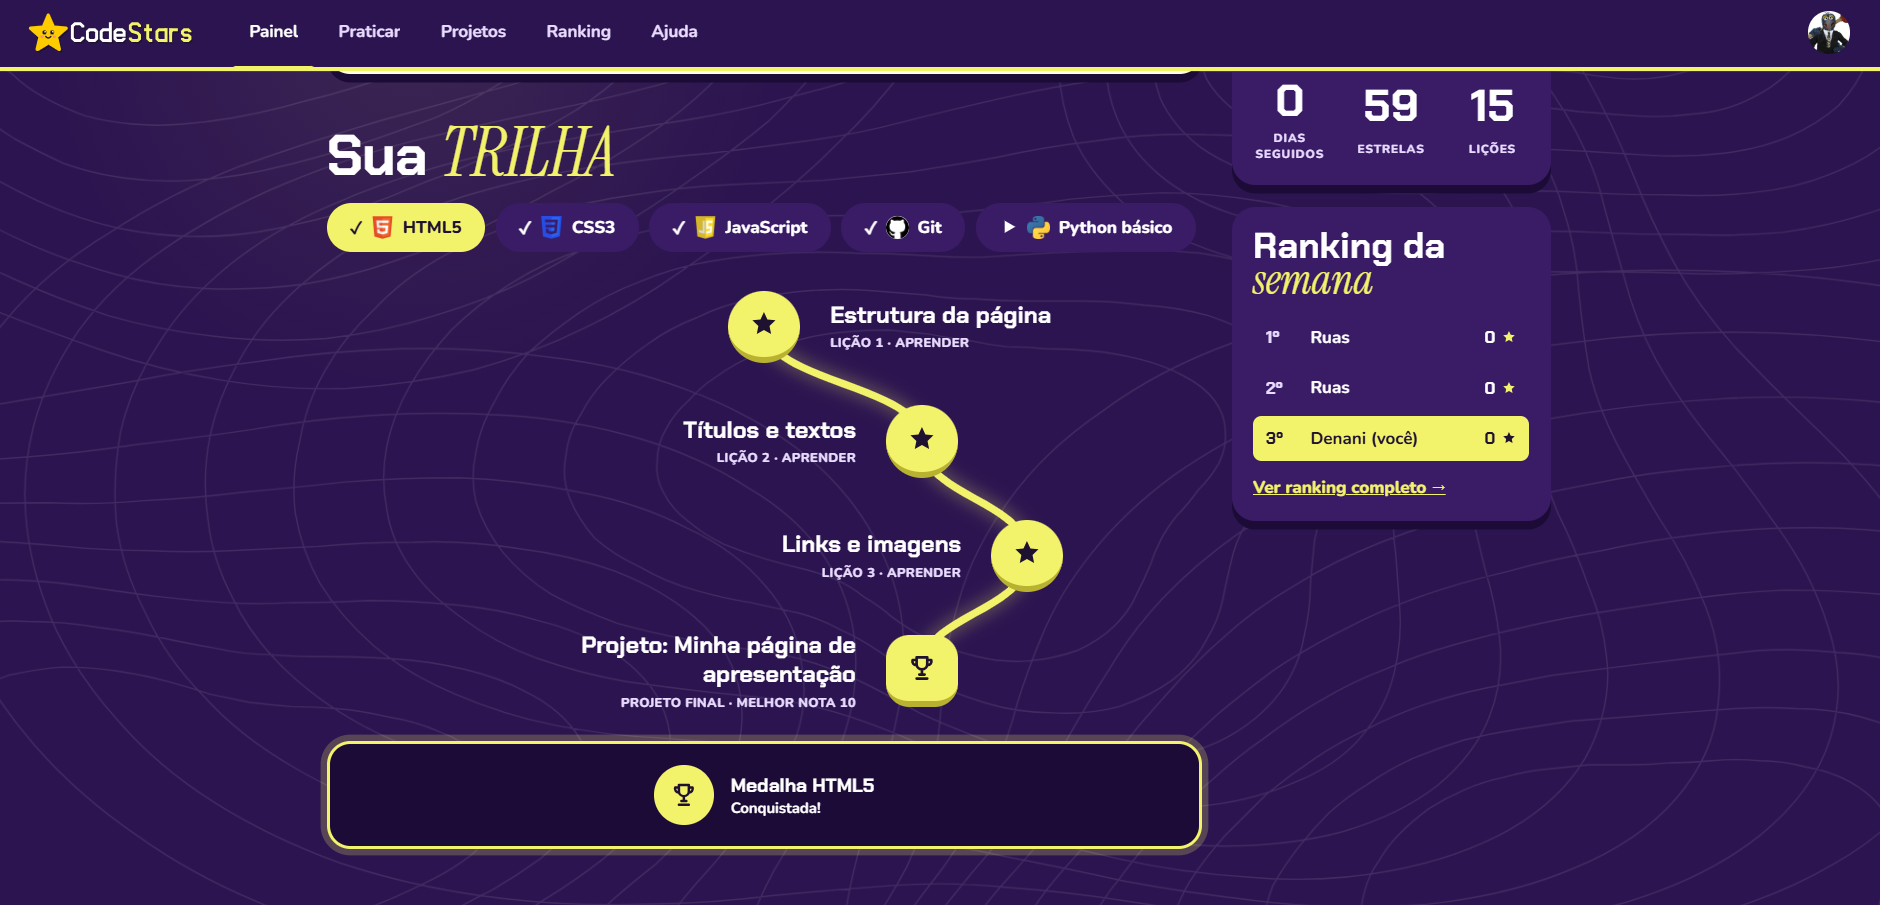 CodeStars
Painel
Praticar
Projetos
Ranking
Ajuda
Sua TRILHA
HTML5
CSS3
JavaScript
Git
Python básico
Estrutura da página
LIÇÃO 1 · APRENDER
Títulos e textos
LIÇÃO 2 · APRENDER
Links e imagens
LIÇÃO 3 · APRENDER
Projeto: Minha página de
apresentação
PROJETO FINAL · MELHOR NOTA 10
Medalha HTML5
Conquistada!
0
DIAS
SEGUIDOS
59
ESTRELAS
15
LIÇÕES
Ranking da
semana
1º Ruas 0
2º Ruas 0
3º Denani (você) 0
Ver ranking completo →